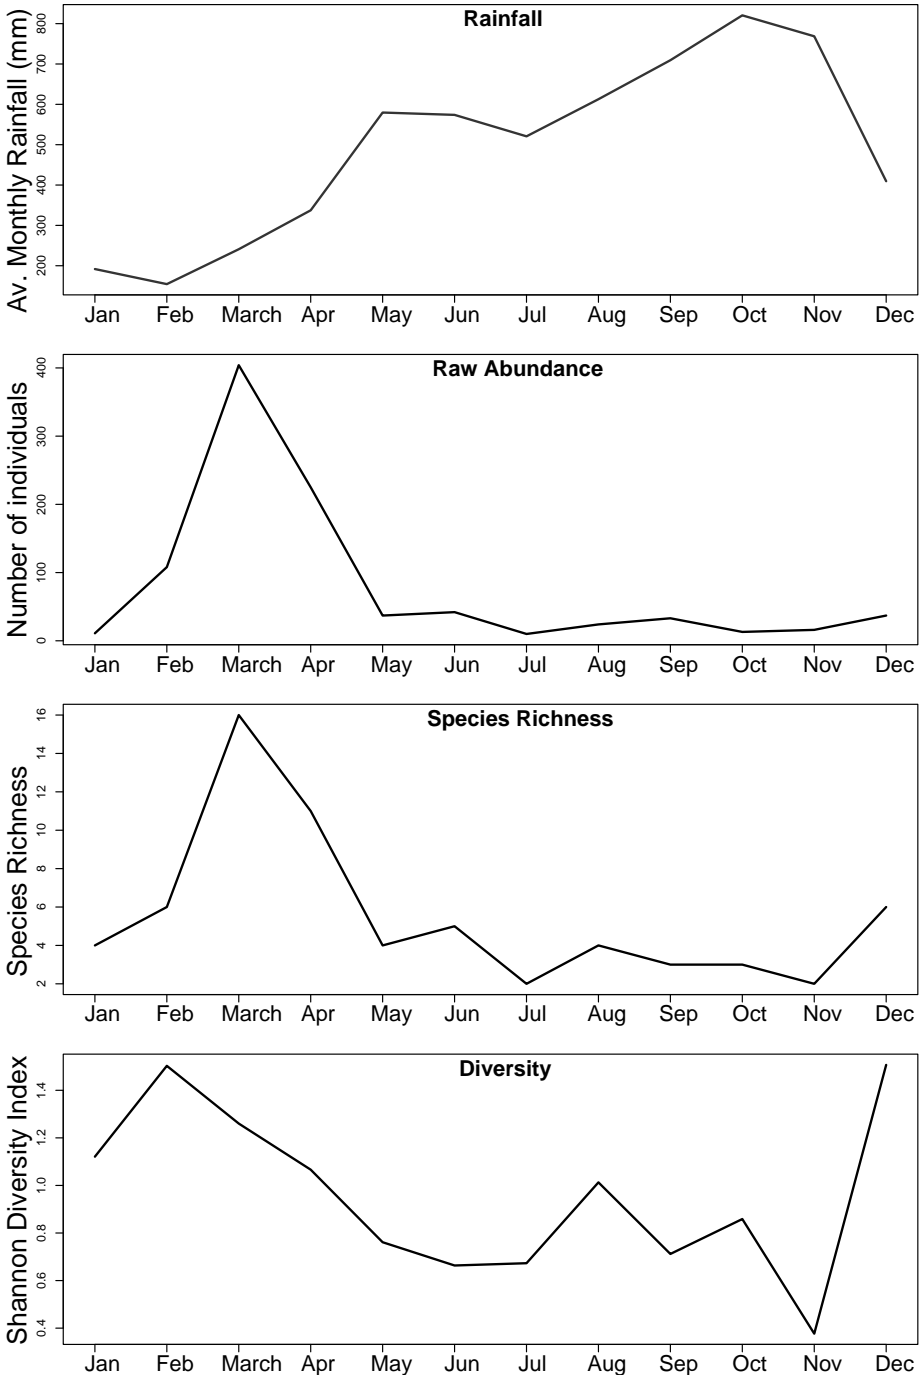 Rainfall
Av. Monthly Rainfall (mm)
800
700
600
500
400
300
200
Jan Feb March Apr May Jun Jul Aug Sep Oct Nov Dec
Raw Abundance
Number of individuals
400
300
200
100
0
Jan Feb March Apr May Jun Jul Aug Sep Oct Nov Dec
Species Richness
Species Richness
16
14
12
10
8
6
4
2
Jan Feb March Apr May Jun Jul Aug Sep Oct Nov Dec
Diversity
Shannon Diversity Index
1.4
1.2
1.0
0.8
0.6
0.4
Jan Feb March Apr May Jun Jul Aug Sep Oct Nov Dec